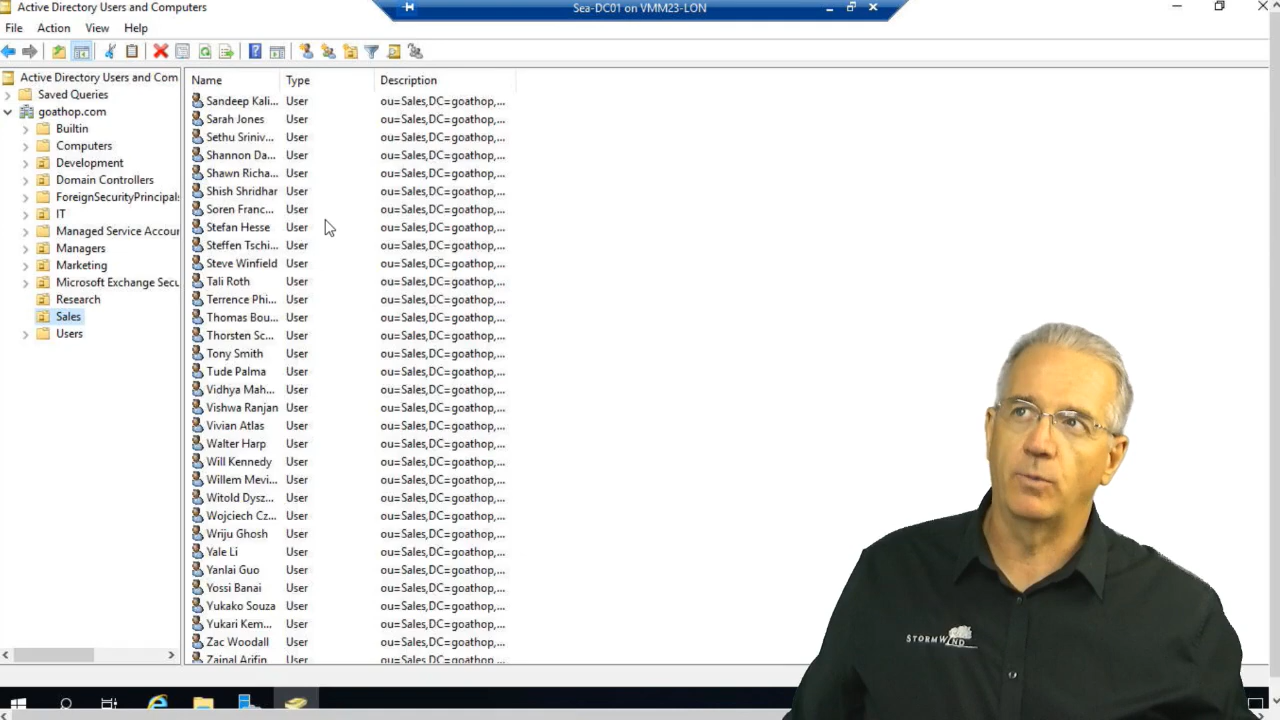 Active Directory Users and Computers
Sea-DC01 on VMM23-LON
File Action View Help
Active Directory Users and Com
Saved Queries
goathop.com
Builtin
Computers
Development
Domain Controllers
ForeignSecurityPrincipals
IT
Managed Service Accour
Managers
Marketing
Microsoft Exchange Secu
Research
Sales
Users
Name Type Description
Sandeep Kali... User ou=Sales,DC=goathop,...
Sarah Jones User ou=Sales,DC=goathop,...
Sethu Sriniv... User ou=Sales,DC=goathop,...
Shannon Da... User ou=Sales,DC=goathop,...
Shawn Richa... User ou=Sales,DC=goathop,...
Shish Shridhar User ou=Sales,DC=goathop,...
Soren Franc... User ou=Sales,DC=goathop,...
Stefan Hesse User ou=Sales,DC=goathop,...
Steffen Tschi... User ou=Sales,DC=goathop,...
Steve Winfield User ou=Sales,DC=goathop,...
Tali Roth User ou=Sales,DC=goathop,...
Terrence Phi... User ou=Sales,DC=goathop,...
Thomas Bou... User ou=Sales,DC=goathop,...
Thorsten Sc... User ou=Sales,DC=goathop,...
Tony Smith User ou=Sales,DC=goathop,...
Tude Palma User ou=Sales,DC=goathop,...
Vidhya Mah... User ou=Sales,DC=goathop,...
Vishwa Ranjan User ou=Sales,DC=goathop,...
Vivian Atlas User ou=Sales,DC=goathop,...
Walter Harp User ou=Sales,DC=goathop,...
Will Kennedy User ou=Sales,DC=goathop,...
Willem Mevi... User ou=Sales,DC=goathop,...
Witold Dysz... User ou=Sales,DC=goathop,...
Wojciech Cz... User ou=Sales,DC=goathop,...
Wriju Ghosh User ou=Sales,DC=goathop,...
Yale Li User ou=Sales,DC=goathop,...
Yanlai Guo User ou=Sales,DC=goathop,...
Yossi Banai User ou=Sales,DC=goathop,...
Yukako Souza User ou=Sales,DC=goathop,...
Yukari Kem... User ou=Sales,DC=goathop,...
Zac Woodall User ou=Sales,DC=goathop,...
Zainal Arifin User ou=Sales,DC=goathop,...
STORMWIND